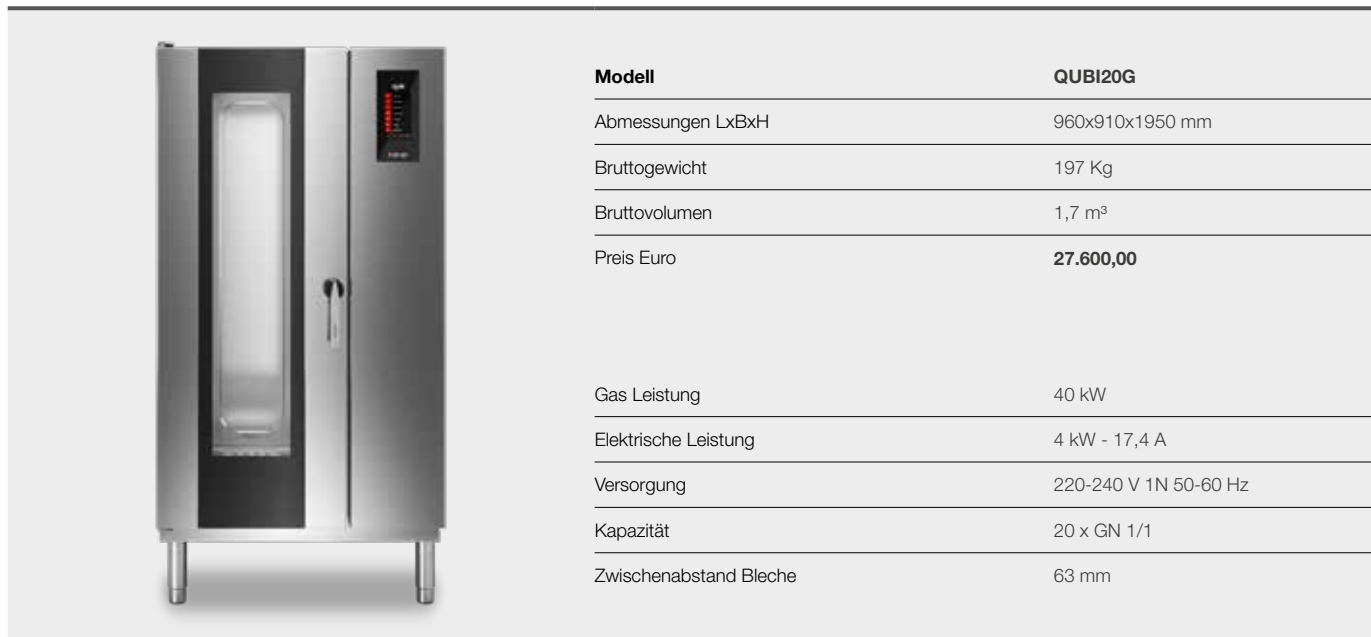 Modell QUBI20G
Abmessungen LxBxH 960x910x1950 mm
Bruttogewicht 197 Kg
Bruttovolumen 1,7 m³
Preis Euro 27.600,00
Gas Leistung 40 kW
Elektrische Leistung 4 kW - 17,4 A
Versorgung 220-240 V 1N 50-60 Hz
Kapazität 20 x GN 1/1
Zwischenabstand Bleche 63 mm